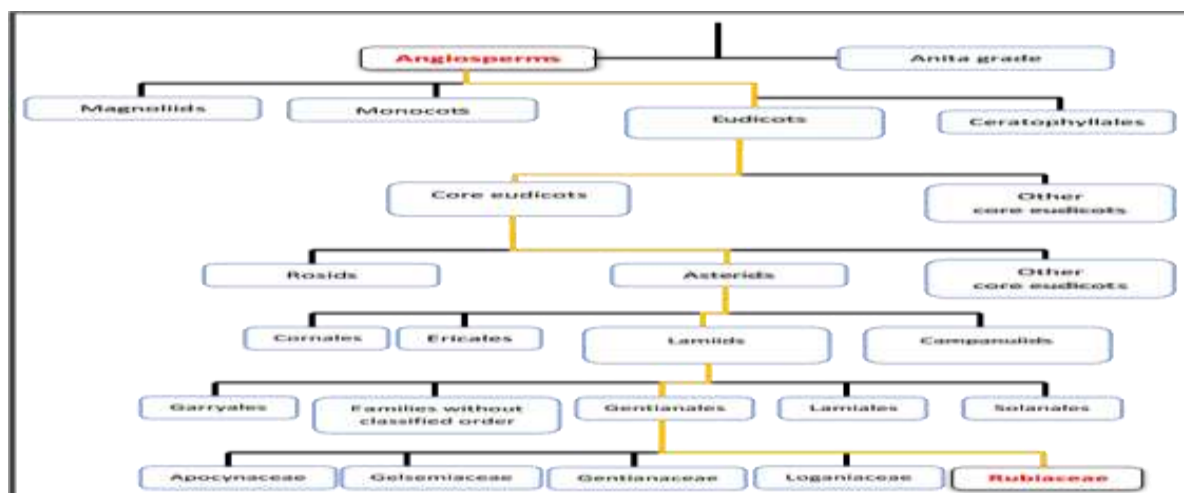 Angiosperms
Anita grade
Magnoliids
Monocots
Eudicots
Ceratophyllales
Core eudicots
Other
core eudicots
Rosids
Asterids
Other
core eudicots
Cornales
Ericales
Lamiids
Campanulids
Garryales
Families without
classified order
Gentianales
Lamiales
Solanales
Apocynaceae
Gelsemiaceae
Gentianaceae
Loganiaceae
Rubiaceae